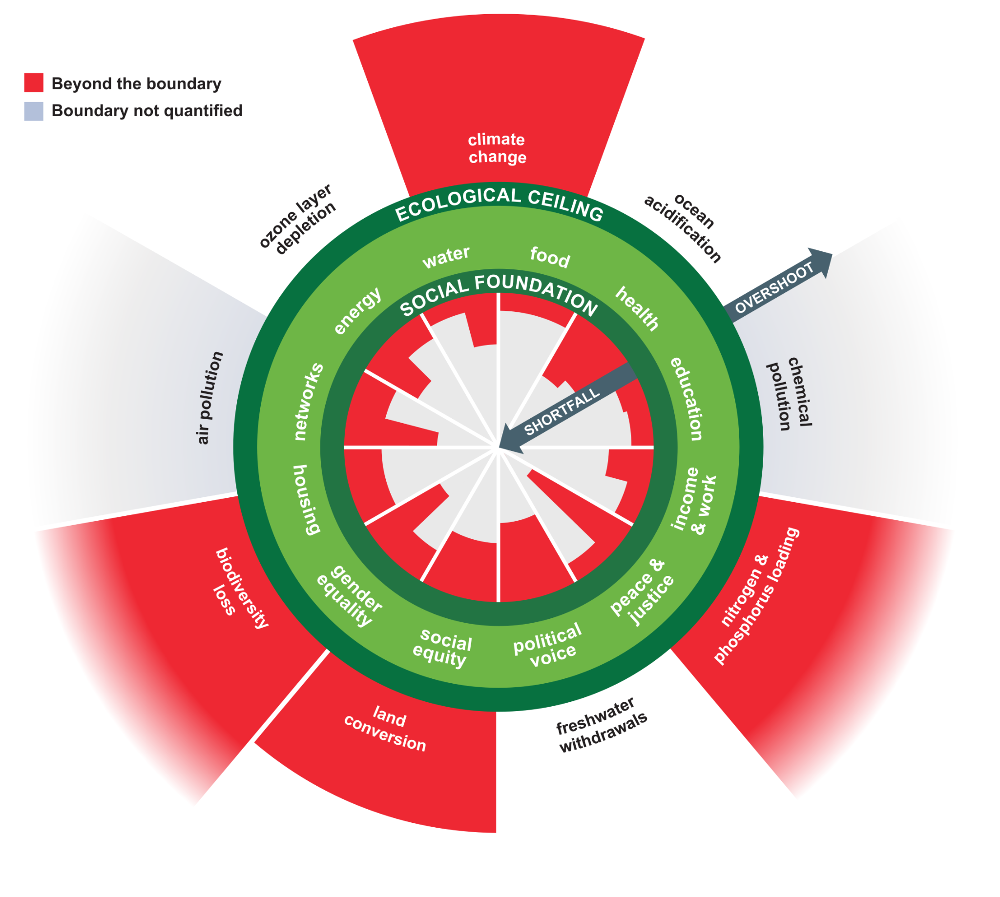 Beyond the boundary
Boundary not quantified
climate
change
ocean
acidification
chemical
pollution
nitrogen &
phosphorus loading
freshwater
withdrawals
land
conversion
biodiversity
loss
air pollution
ozone layer
depletion
ECOLOGICAL CEILING
OVERSHOOT
water
food
health
education
income
& work
peace &
justice
political
voice
social
equity
gender
equality
housing
networks
energy
SOCIAL FOUNDATION
SHORTFALL